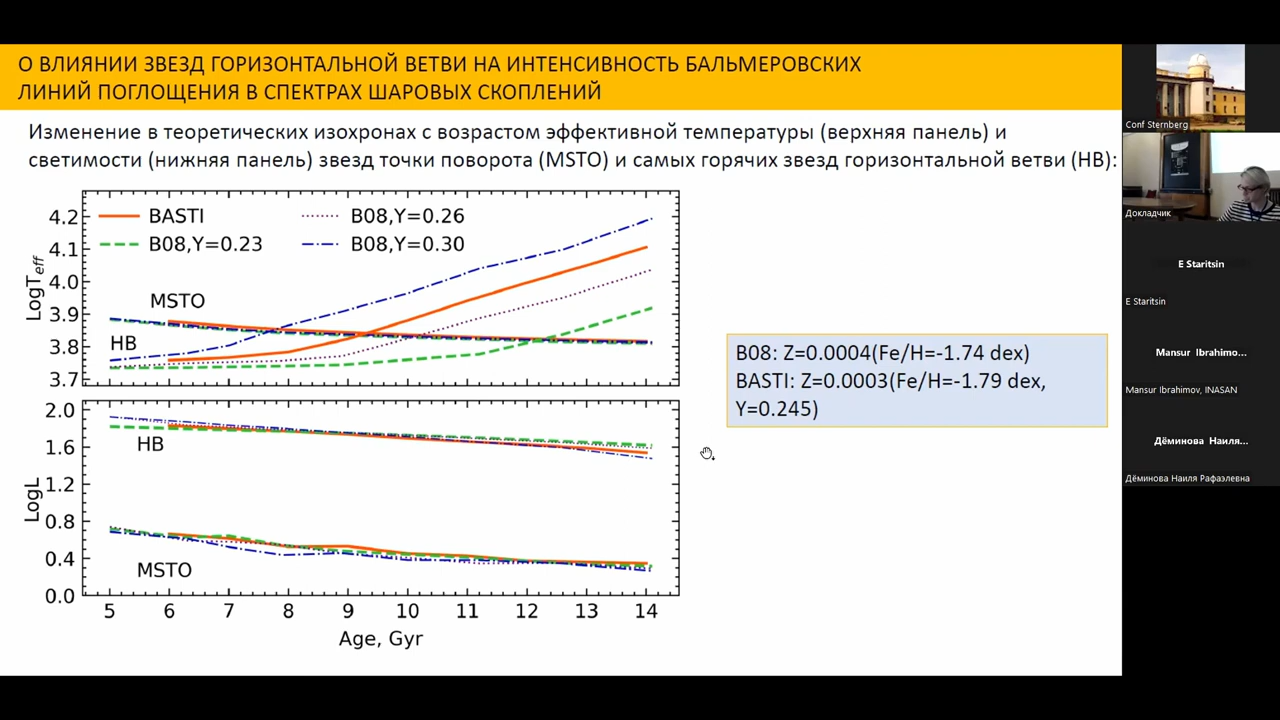 О ВЛИЯНИИ ЗВЕЗД ГОРИЗОНТАЛЬНОЙ ВЕТВИ НА ИНТЕНСИВНОСТЬ БАЛЬМЕРОВСКИХ
ЛИНИЙ ПОГЛОЩЕНИЯ В СПЕКТРАХ ШАРОВЫХ СКОПЛЕНИЙ
Изменение в теоретических изохронах с возрастом эффективной температуры (верхняя панель) и
светимости (нижняя панель) звезд точки поворота (MSTO) и самых горячих звезд горизонтальной ветви (HB):
BASTI
B08,Y=0.23
B08,Y=0.26
B08,Y=0.30
LogTeff
4.2
4.1
4.0
3.9
3.8
3.7
MSTO
HB
LogL
2.0
1.6
1.2
0.8
0.4
0.0
HB
MSTO
5 6 7 8 9 10 11 12 13 14
Age, Gyr
B08: Z=0.0004(Fe/H=-1.74 dex)
BASTI: Z=0.0003(Fe/H=-1.79 dex,
Y=0.245)
Conf Sternberg
Докладчик
E Staritsin
E Staritsin
Mansur Ibrahimo...
Mansur Ibrahimov, INASAN
Дёминова Наиля...
Дёминова Наиля Рафаэлевна